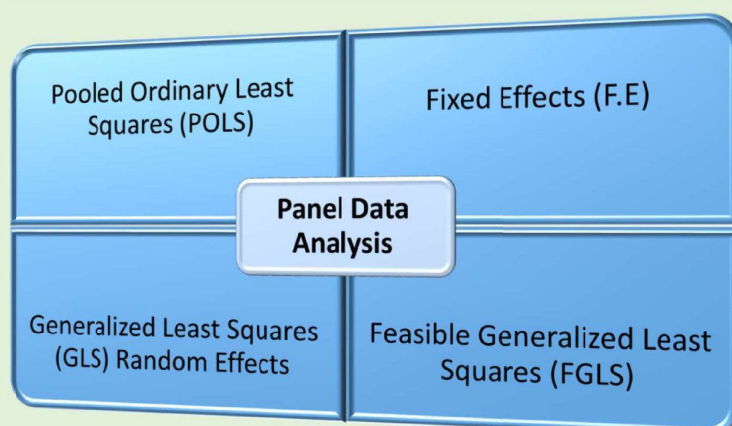 Pooled Ordinary Least
Squares (POLS)
Fixed Effects (F.E)
Panel Data
Analysis
Generalized Least Squares
(GLS) Random Effects
Feasible Generalized Least
Squares (FGLS)